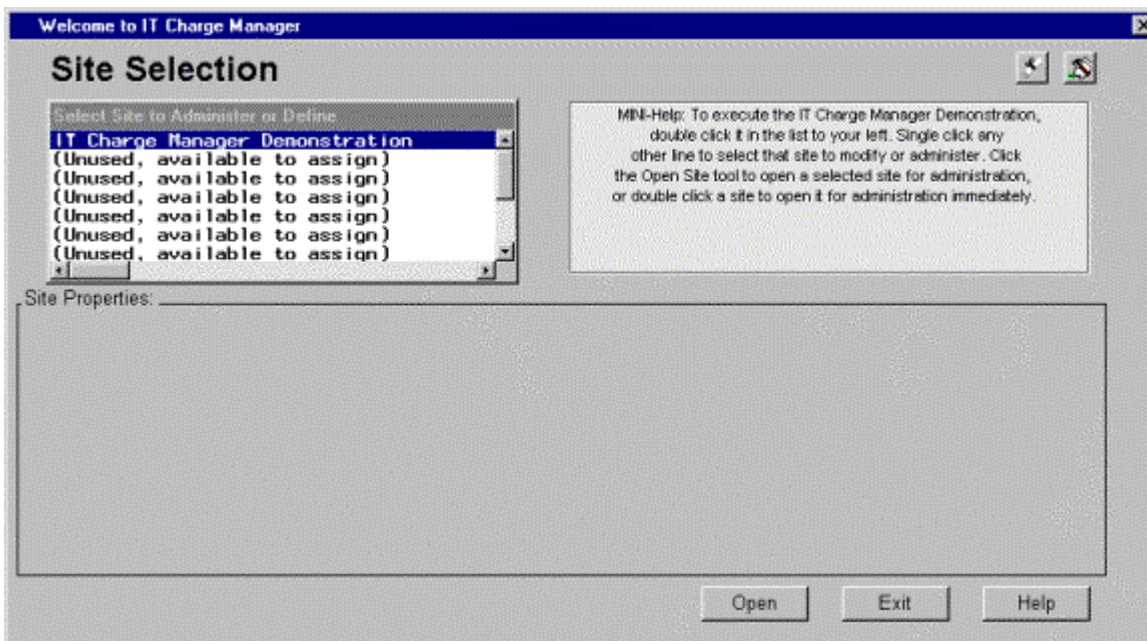 Welcome to IT Charge Manager
Site Selection
Select Site to Administer or Define
IT Charge Manager Demonstration
(Unused, available to assign)
(Unused, available to assign)
(Unused, available to assign)
(Unused, available to assign)
(Unused, available to assign)
(Unused, available to assign)
MINI-Help: To execute the IT Charge Manager Demonstration,
double click it in the list to your left. Single click any
other line to select that site to modify or administer. Click
the Open Site tool to open a selected site for administration,
or double click a site to open it for administration immediately.
Site Properties:
Open
Exit
Help